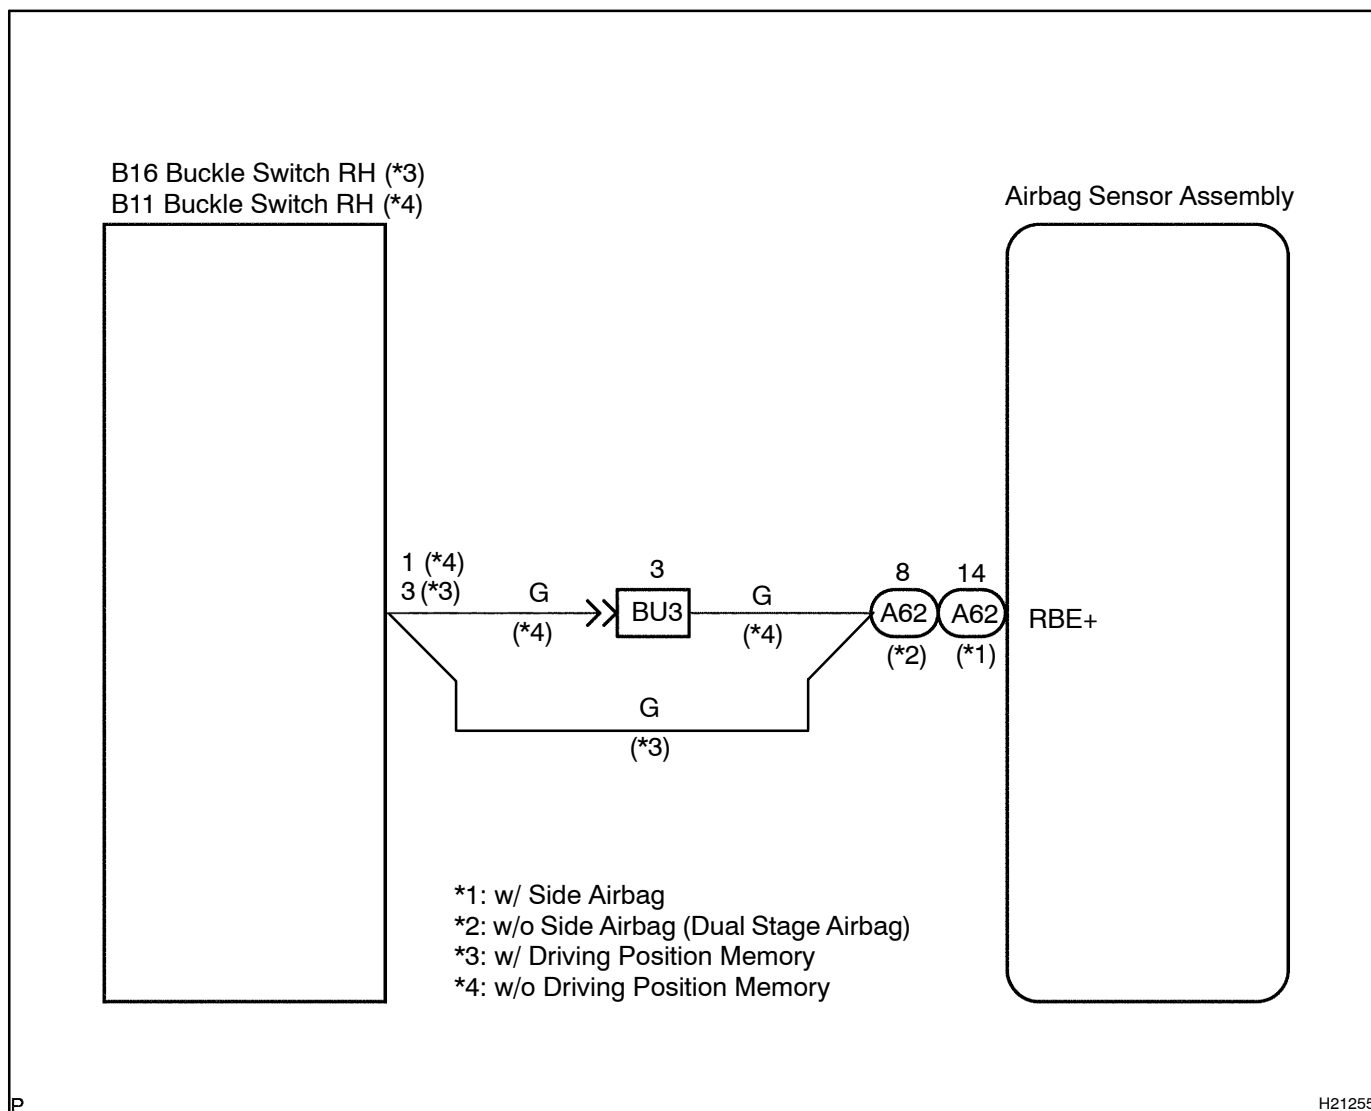 B16 Buckle Switch RH (*3)
B11 Buckle Switch RH (*4)
Airbag Sensor Assembly
1 (*4)
3 (*3)
G
(*4)
3
BU3
G
(*4)
8
A62
(*2)
14
A62
(*1)
RBE+
G
(*3)
*1: w/ Side Airbag
*2: w/o Side Airbag (Dual Stage Airbag)
*3: w/ Driving Position Memory
*4: w/o Driving Position Memory
P
H21255